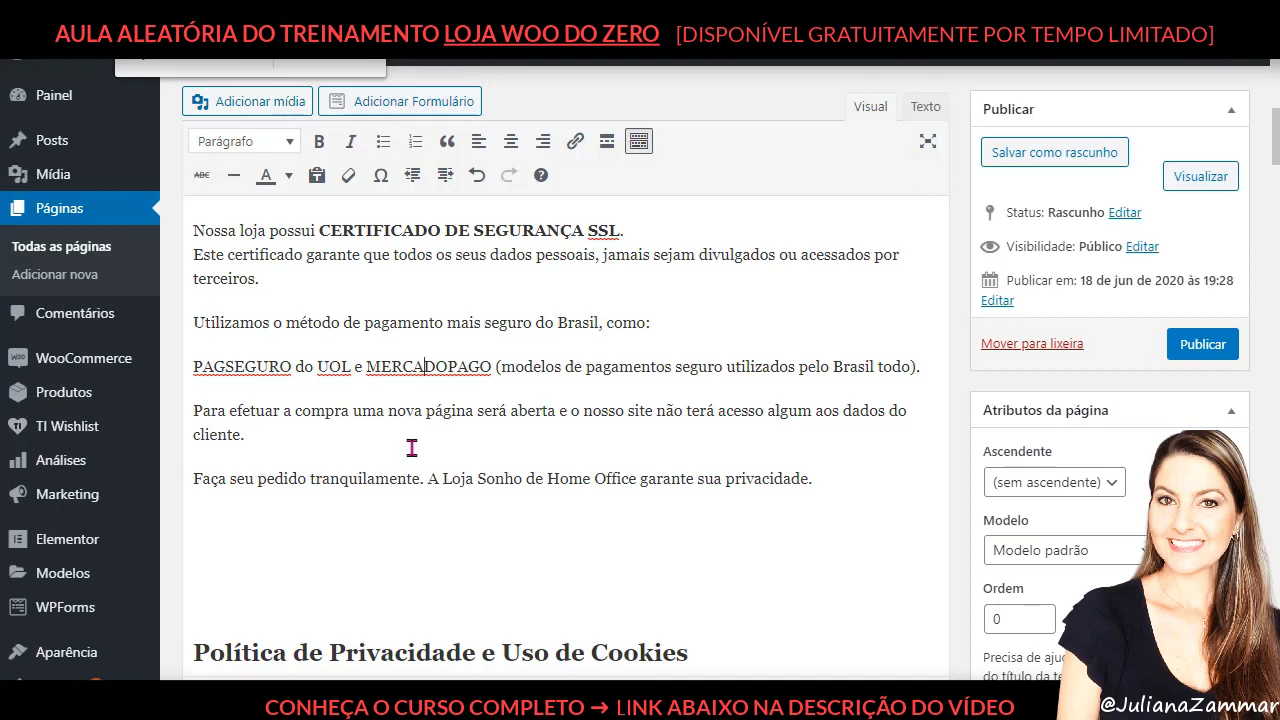 AULA ALEATÓRIA DO TREINAMENTO LOJA WOO DO ZERO [DISPONÍVEL GRATUITAMENTE POR TEMPO LIMITADO]
Painel
Posts
Mídia
Páginas
Todas as páginas
Adicionar nova
Comentários
WooCommerce
Produtos
TI Wishlist
Análises
Marketing
Elementor
Modelos
WPForms
Aparência
Adicionar mídia
Adicionar Formulário
Visual
Texto
Parágrafo
B I
ABC
A
Nossa loja possui CERTIFICADO DE SEGURANÇA SSL.
Este certificado garante que todos os seus dados pessoais, jamais sejam divulgados ou acessados por
terceiros.
Utilizamos o método de pagamento mais seguro do Brasil, como:
PAGSEGURO do UOL e MERCADOPAGO (modelos de pagamentos seguro utilizados pelo Brasil todo).
Para efetuar a compra uma nova página será aberta e o nosso site não terá acesso algum aos dados do
cliente.
Faça seu pedido tranquilamente. A Loja Sonho de Home Office garante sua privacidade.
Política de Privacidade e Uso de Cookies
Publicar
Salvar como rascunho
Visualizar
Status: Rascunho Editar
Visibilidade: Público Editar
Publicar em: 18 de jun de 2020 às 19:28
Editar
Mover para lixeira
Publicar
Atributos da página
Ascendente
(sem ascendente)
Modelo
Modelo padrão
Ordem
0
Precisa de
do título da
@JulianaZammar
CONHEÇA O CURSO COMPLETO ➜ LINK ABAIXO NA DESCRIÇÃO DO VÍDEO